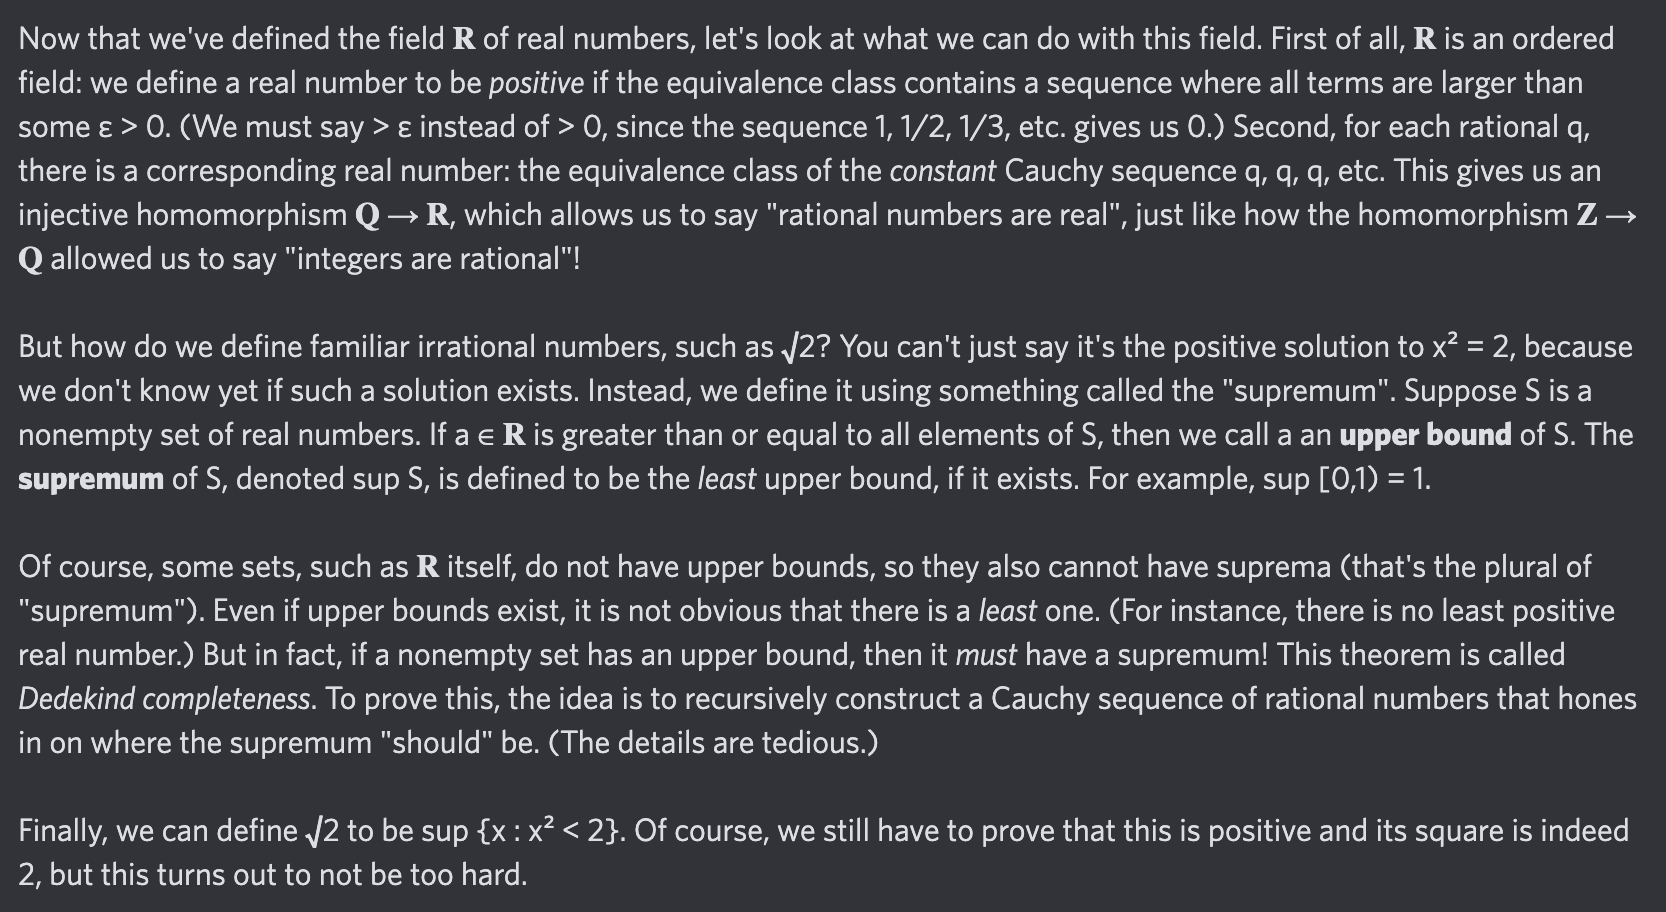 Now that we've defined the field R of real numbers, let's look at what we can do with this field. First of all, R is an ordered
field: we define a real number to be positive if the equivalence class contains a sequence where all terms are larger than
some ε > 0. (We must say > ε instead of > 0, since the sequence 1, 1/2, 1/3, etc. gives us 0.) Second, for each rational q,
there is a corresponding real number: the equivalence class of the constant Cauchy sequence q, q, q, etc. This gives us an
injective homomorphism Q → R, which allows us to say "rational numbers are real", just like how the homomorphism Z →
Q allowed us to say "integers are rational"!
But how do we define familiar irrational numbers, such as √2? You can't just say it's the positive solution to x² = 2, because
we don't know yet if such a solution exists. Instead, we define it using something called the "supremum". Suppose S is a
nonempty set of real numbers. If a ∈ R is greater than or equal to all elements of S, then we call a an upper bound of S. The
supremum of S, denoted sup S, is defined to be the least upper bound, if it exists. For example, sup [0,1) = 1.
Of course, some sets, such as R itself, do not have upper bounds, so they also cannot have suprema (that's the plural of
"supremum"). Even if upper bounds exist, it is not obvious that there is a least one. (For instance, there is no least positive
real number.) But in fact, if a nonempty set has an upper bound, then it must have a supremum! This theorem is called
Dedekind completeness. To prove this, the idea is to recursively construct a Cauchy sequence of rational numbers that hones
in on where the supremum "should" be. (The details are tedious.)
Finally, we can define √2 to be sup {x : x² < 2}. Of course, we still have to prove that this is positive and its square is indeed
2, but this turns out to not be too hard.